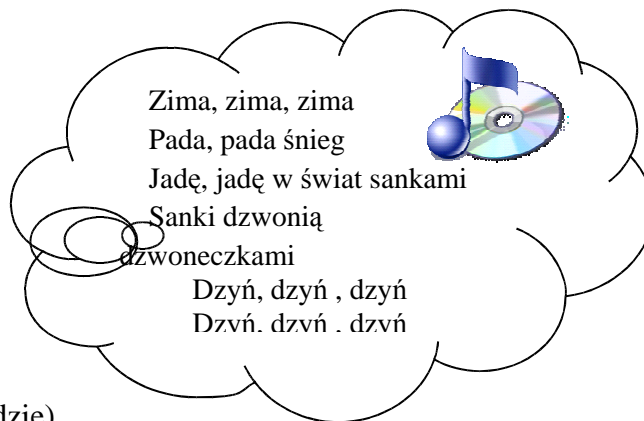 Zima, zima, zima
Pada, pada śnieg
Jadę, jadę w świat sankami
Sanki dzwonią
dzwoneczkami
Dzyń, dzyń , dzyń
Dzyń, dzyń , dzyń
dzie)